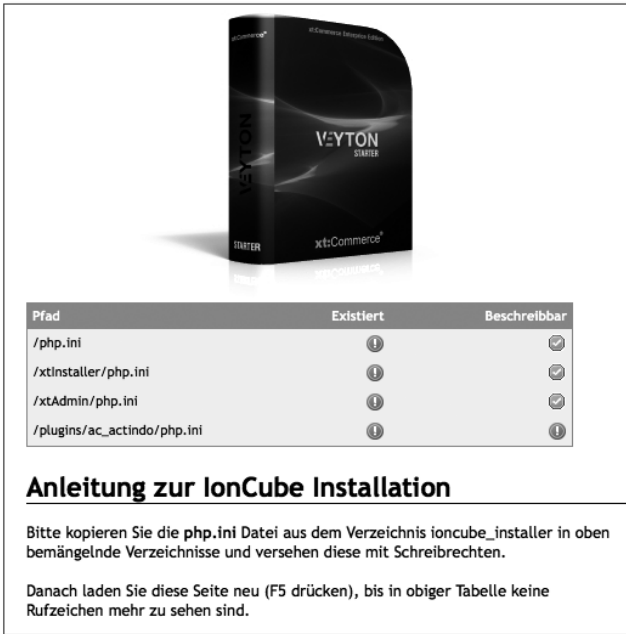 xt:Commerce Enterprise Edition
VEYTON
VEYTON
STARTER
STARTER
xt:Commerce
Pfad Existiert Beschreibbar
/php.ini
/xtInstaller/php.ini
/xtAdmin/php.ini
/plugins/ac_actindo/php.ini
Anleitung zur IonCube Installation
Bitte kopieren Sie die php.ini Datei aus dem Verzeichnis ioncube_installer in oben
bemängelnde Verzeichnisse und versehen diese mit Schreibrechten.
Danach laden Sie diese Seite neu (F5 drücken), bis in obiger Tabelle keine
Rufzeichen mehr zu sehen sind.